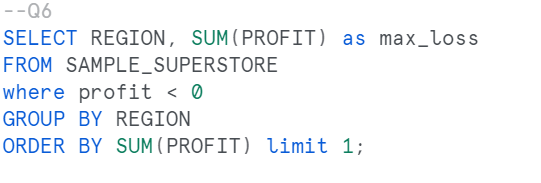 --Q6
SELECT REGION, SUM(PROFIT) as max_loss
FROM SAMPLE_SUPERSTORE
where profit < 0
GROUP BY REGION
ORDER BY SUM(PROFIT) limit 1;